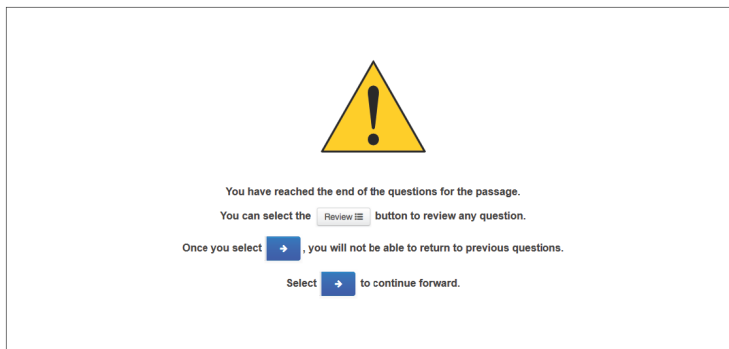 You have reached the end of the questions for the passage.
You can select the Review button to review any question.
Once you select , you will not be able to return to previous questions.
Select to continue forward.